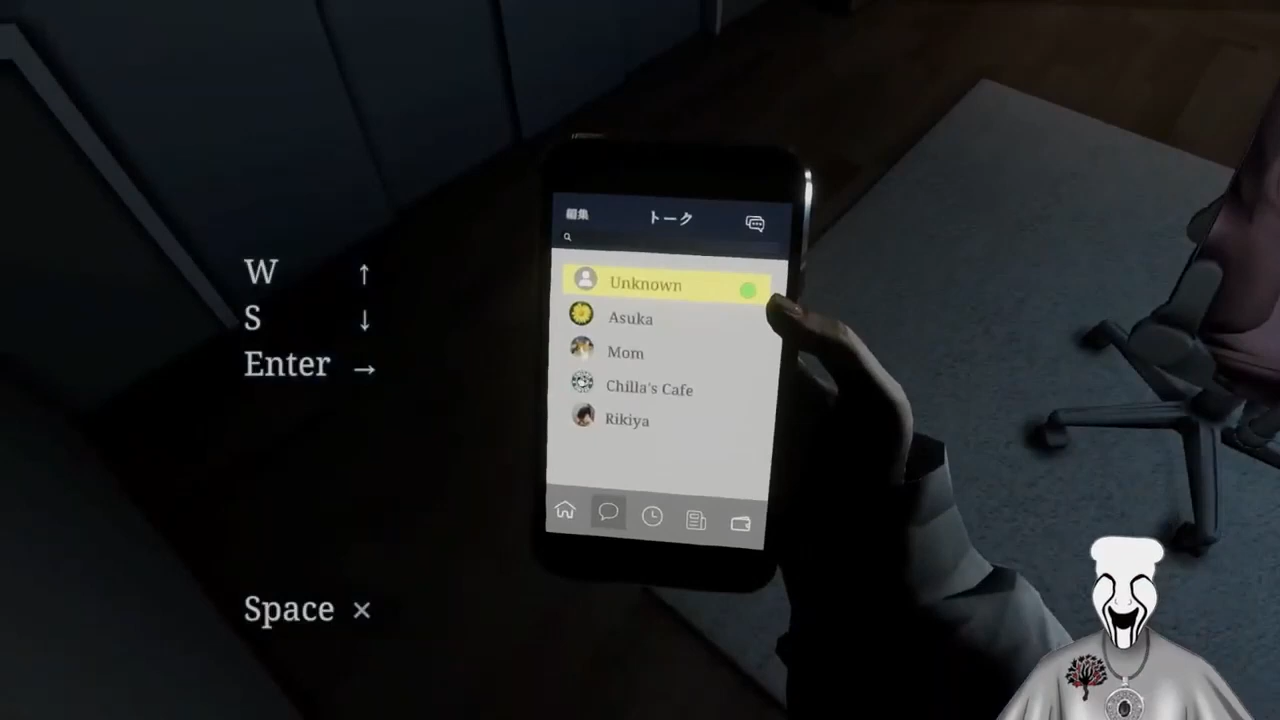 編集 トーク
Unknown
Asuka
Mom
Chilla's Cafe
Rikiya
W ↑
S ↓
Enter →
Space ×